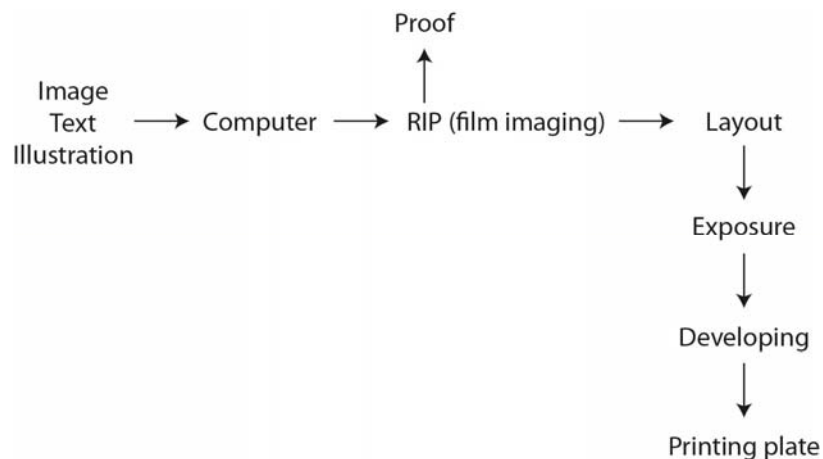 Proof
Image
Text
Illustration
Computer
RIP (film imaging)
Layout
Exposure
Developing
Printing plate